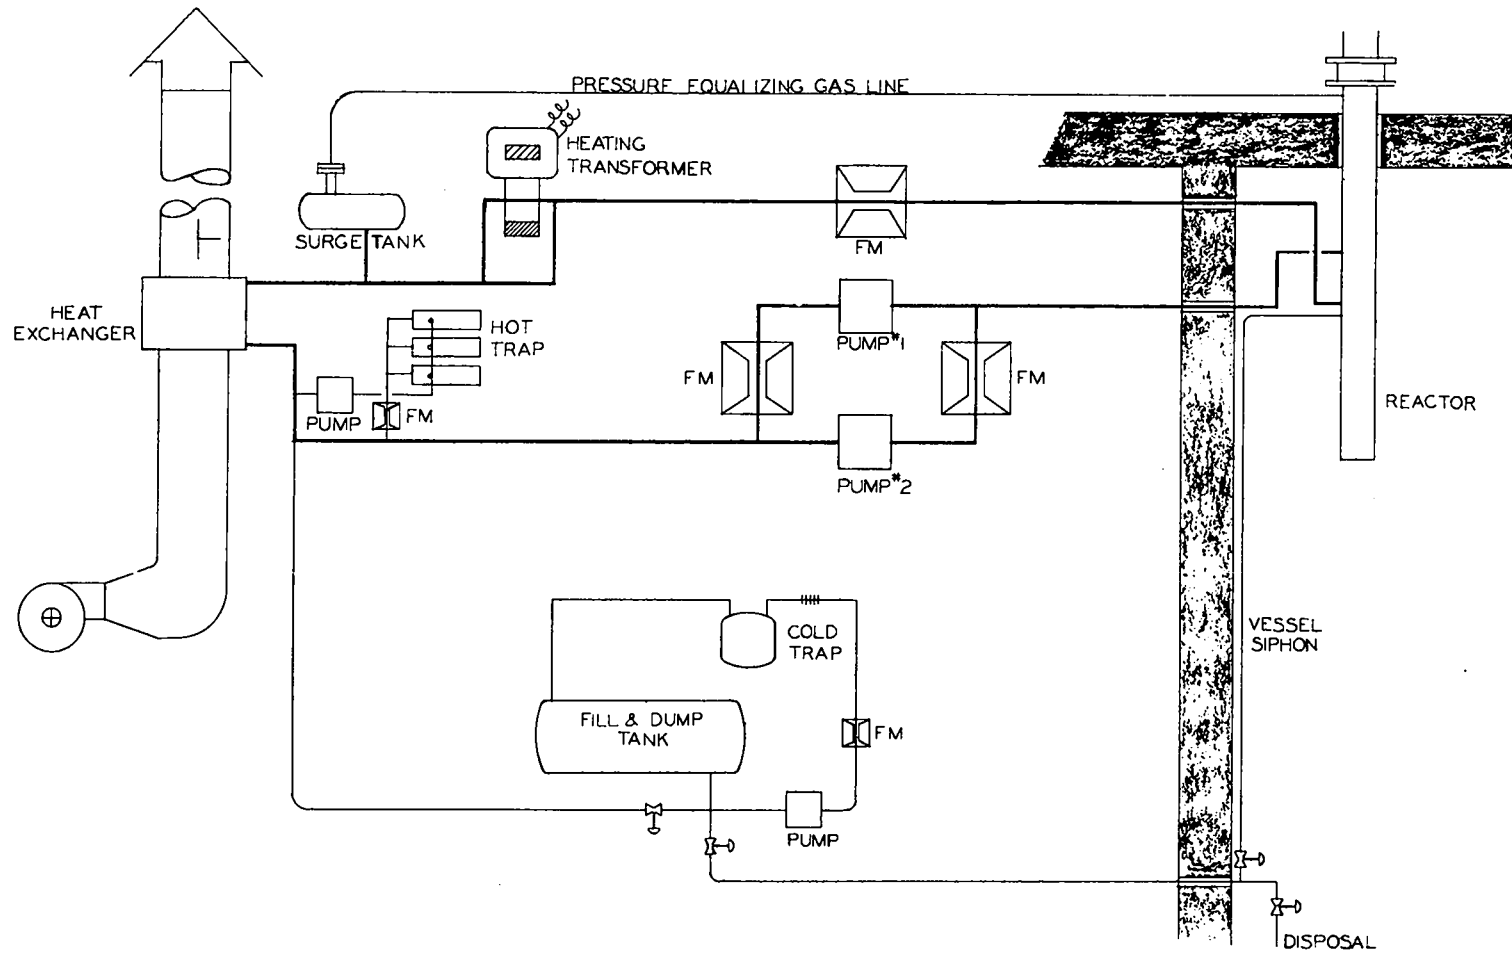 PRESSURE EQUALIZING GAS LINE
HEATING
TRANSFORMER
SURGE TANK
FM
HEAT
EXCHANGER
HOT
TRAP
PUMP
FM
FM
PUMP #1
FM
PUMP #2
REACTOR
COLD
TRAP
VESSEL
SIPHON
FILL & DUMP
TANK
FM
PUMP
DISPOSAL